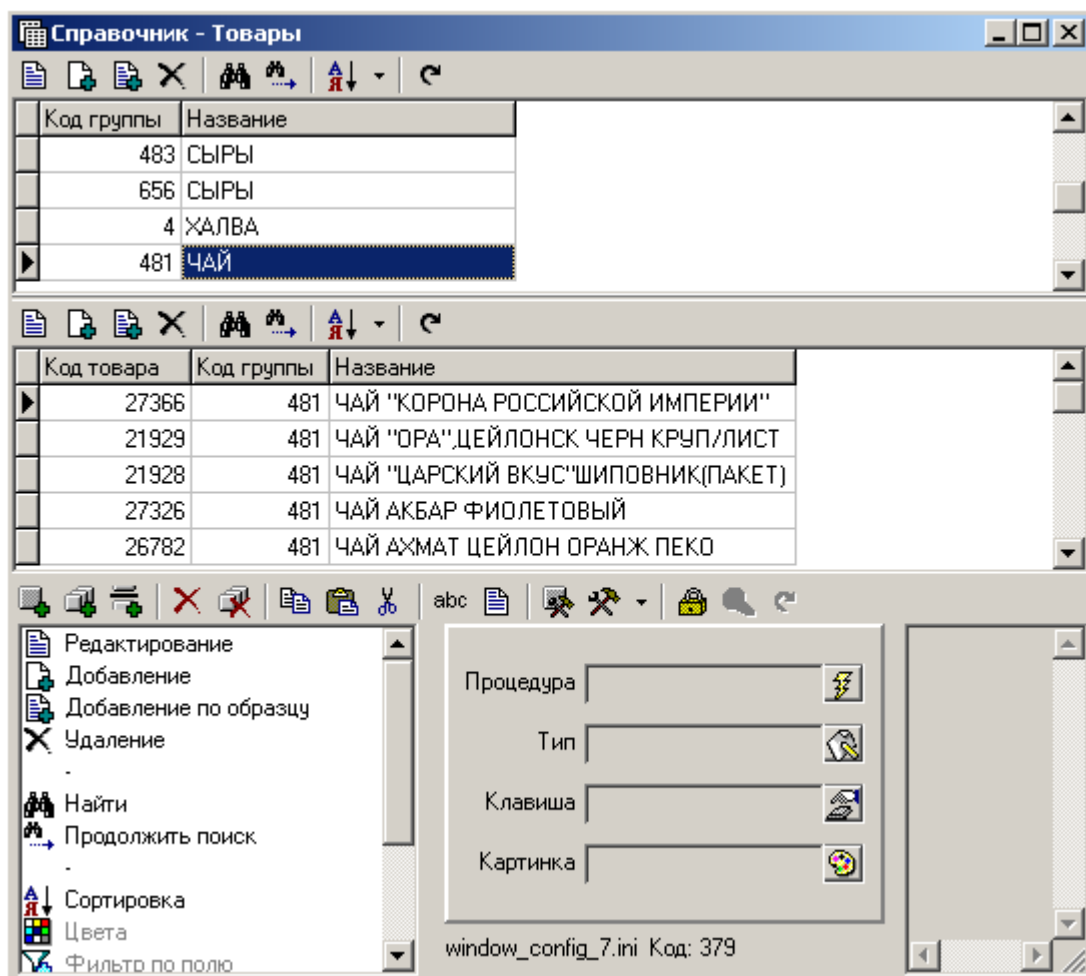 Справочник - Товары
Код группы Название
483 СЫРЫ
656 СЫРЫ
4 ХАЛВА
481 ЧАЙ
Код товара Код группы Название
27366 481 ЧАЙ "КОРОНА РОССИЙСКОЙ ИМПЕРИИ"
21929 481 ЧАЙ "ОРА",ЦЕЙЛОНСК ЧЕРН КРУП/ЛИСТ
21928 481 ЧАЙ "ЦАРСКИЙ ВКУС"ШИПОВНИК(ПАКЕТ)
27326 481 ЧАЙ АКБАР ФИОЛЕТОВЫЙ
26782 481 ЧАЙ АХМАТ ЦЕЙЛОН ОРАНЖ ПЕКО
abc
Редактирование
Добавление
Добавление по образцу
Удаление
-
Найти
Продолжить поиск
-
Сортировка
Цвета
Фильтр по полю
Процедура
Тип
Клавиша
Картинка
window_config_7.ini Код: 379